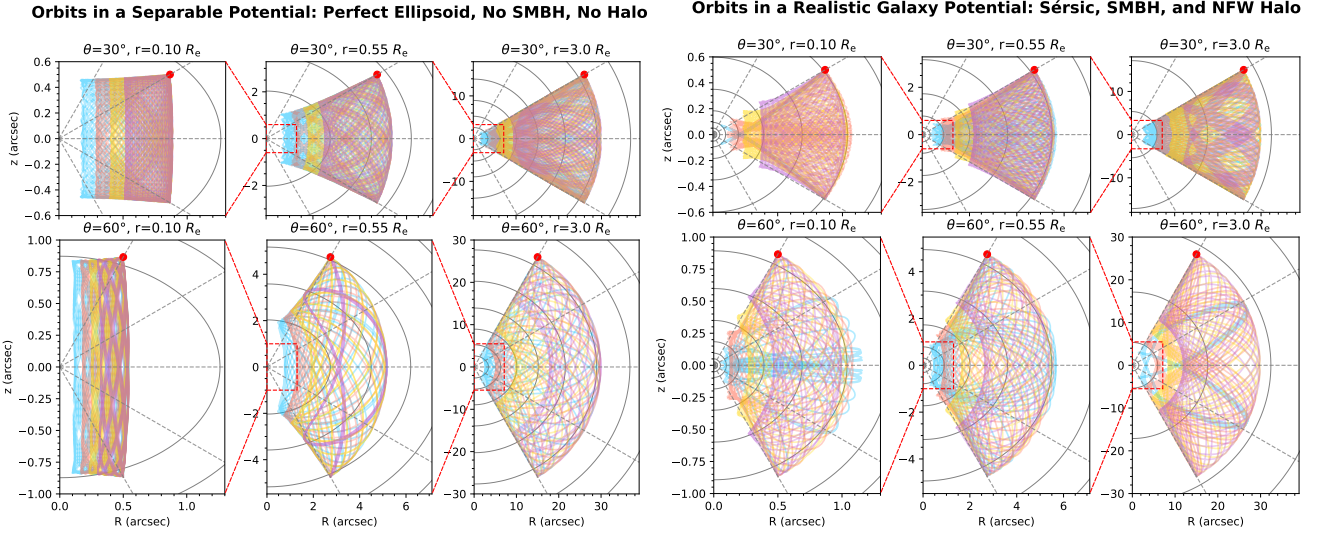 Orbits in a Separable Potential: Perfect Ellipsoid, No SMBH, No Halo
θ=30°, r=0.10 Re
θ=30°, r=0.55 Re
θ=30°, r=3.0 Re
z (arcsec)
0.6
0.4
0.2
0.0
−0.2
−0.4
−0.6
2
0
−2
10
0
−10
θ=60°, r=0.10 Re
θ=60°, r=0.55 Re
θ=60°, r=3.0 Re
z (arcsec)
1.00
0.75
0.50
0.25
0.00
−0.25
−0.50
−0.75
−1.00
4
2
0
−2
−4
30
20
10
0
−10
−20
−30
0.0 0.5 1.0
0 2 4 6
0 10 20 30
R (arcsec)
R (arcsec)
R (arcsec)
Orbits in a Realistic Galaxy Potential: Sérsic, SMBH, and NFW Halo
θ=30°, r=0.10 Re
θ=30°, r=0.55 Re
θ=30°, r=3.0 Re
z (arcsec)
0.6
0.4
0.2
0.0
−0.2
−0.4
−0.6
2
0
−2
10
0
−10
θ=60°, r=0.10 Re
θ=60°, r=0.55 Re
θ=60°, r=3.0 Re
z (arcsec)
1.00
0.75
0.50
0.25
0.00
−0.25
−0.50
−0.75
−1.00
4
2
0
−2
−4
30
20
10
0
−10
−20
−30
0.0 0.5 1.0
0 2 4 6
0 10 20 30
R (arcsec)
R (arcsec)
R (arcsec)